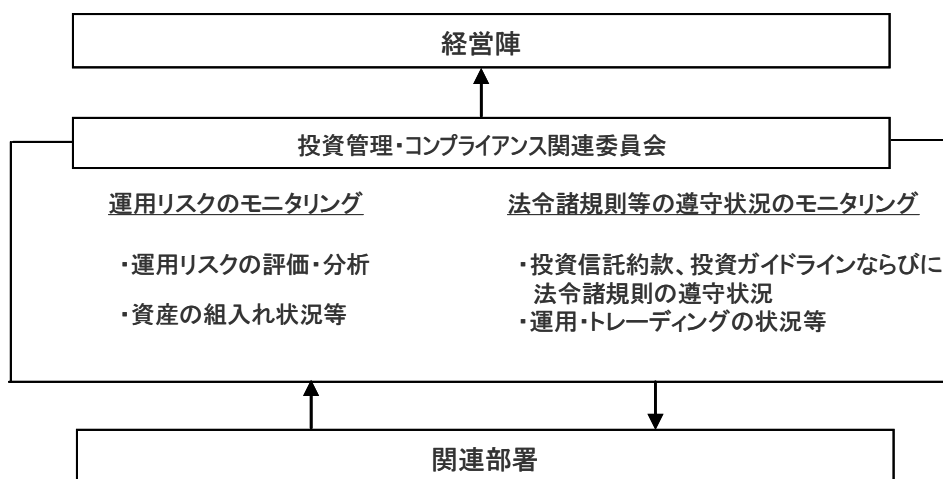 経営陣
投資管理・コンプライアンス関連委員会
運用リスクのモニタリング
・運用リスクの評価・分析
・資産の組入れ状況等
法令諸規則等の遵守状況のモニタリング
・投資信託約款、投資ガイドラインならびに
法令諸規則の遵守状況
・運用・トレーディングの状況等
関連部署